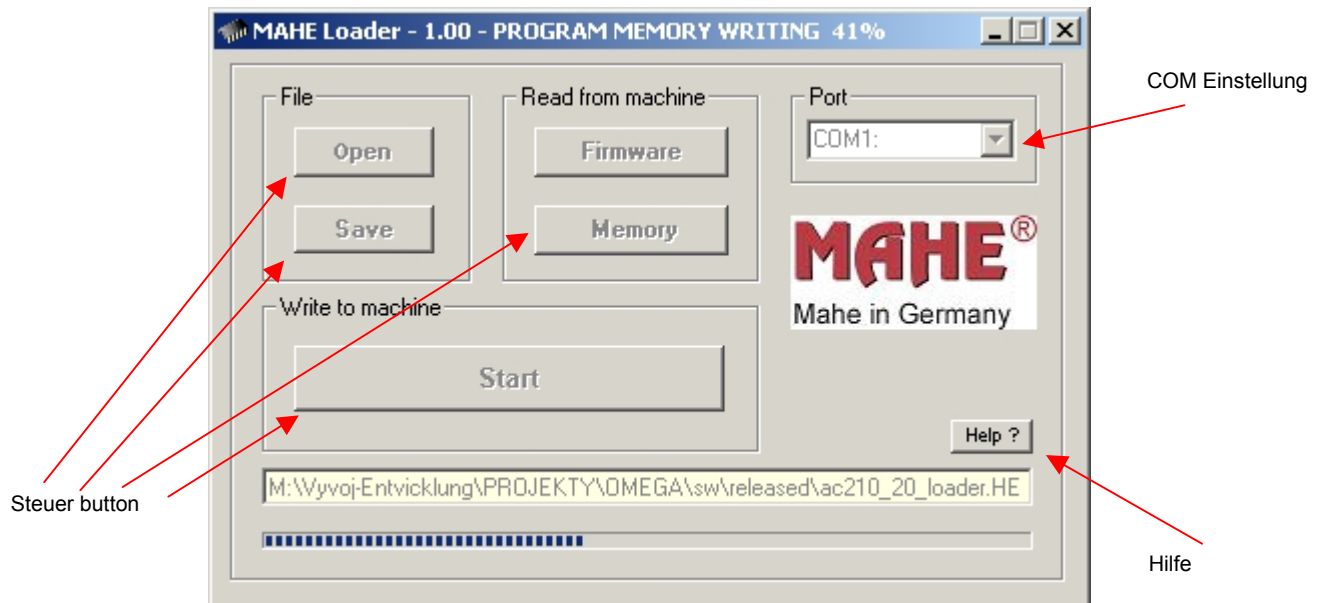 MAHE Loader - 1.00 - PROGRAM MEMORY WRITING 41%
COM Einstellung
File
Read from machine
Port
Open
Firmware
COM1:
Save
Memory
MAHE®
Mahe in Germany
Write to machine
Start
Help ?
Steuer button
M:\Vyvoj-Entvicklung\PROJEKTY\OMEGA\sw\released\ac210_20_loader.HE
Hilfe